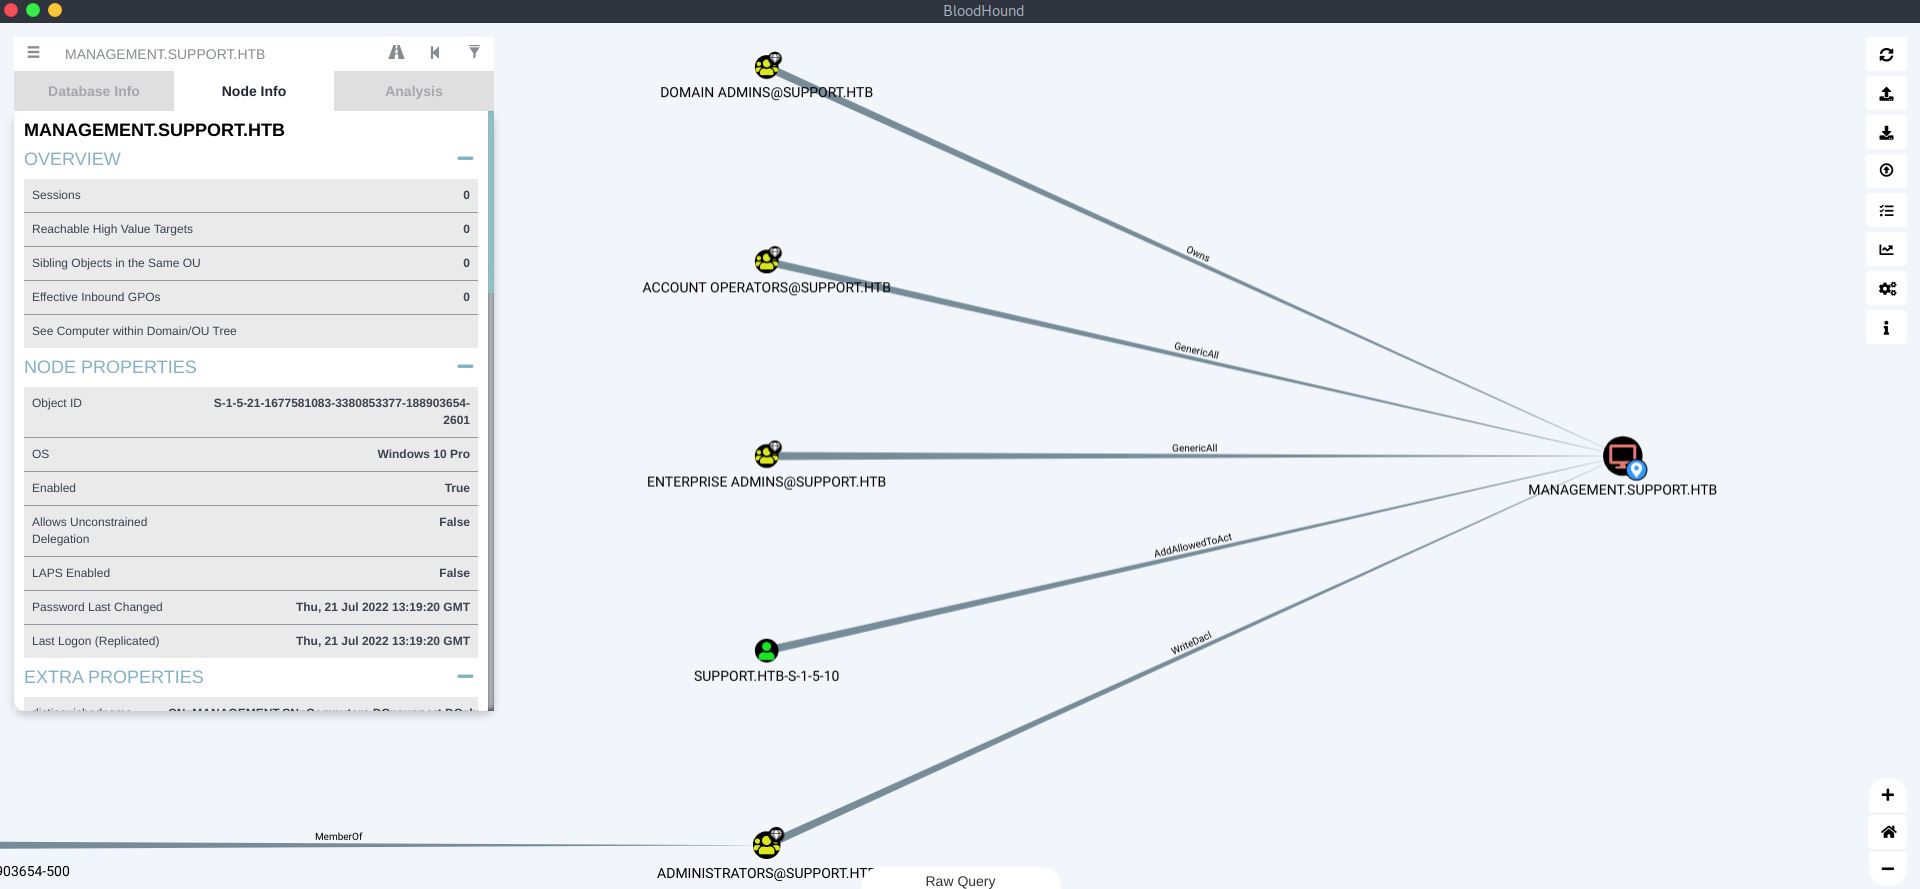 BloodHound
MANAGEMENT.SUPPORT.HTB
Database Info
Node Info
Analysis
MANAGEMENT.SUPPORT.HTB
OVERVIEW
Sessions 0
Reachable High Value Targets 0
Sibling Objects in the Same OU 0
Effective Inbound GPOs 0
See Computer within Domain/OU Tree
NODE PROPERTIES
Object ID S-1-5-21-1677581083-3380853377-188903654-
2601
OS Windows 10 Pro
Enabled True
Allows Unconstrained False
Delegation
LAPS Enabled False
Password Last Changed Thu, 21 Jul 2022 13:19:20 GMT
Last Logon (Replicated) Thu, 21 Jul 2022 13:19:20 GMT
EXTRA PROPERTIES
DOMAIN ADMINS@SUPPORT.HTB
Owns
ACCOUNT OPERATORS@SUPPORT.HTB
GenericAll
GenericAll
ENTERPRISE ADMINS@SUPPORT.HTB
MANAGEMENT.SUPPORT.HTB
AddAllowedToAct
SUPPORT.HTB-S-1-5-10
WriteDacl
MemberOf
903654-500
ADMINISTRATORS@SUPPORT.HTB
Raw Query